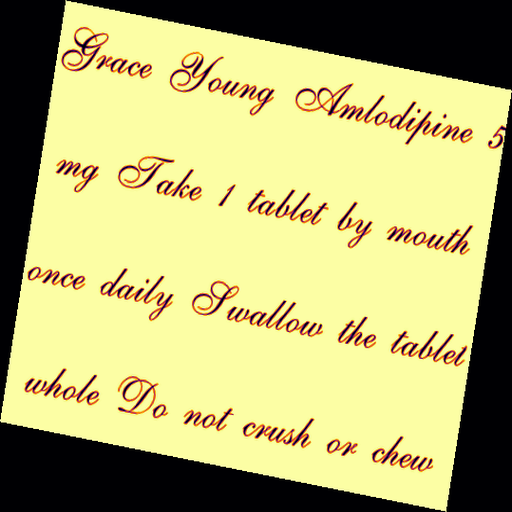 Grace Young Amlodipine 5
mg Take 1 tablet by mouth
once daily Swallow the tablet
whole Do not crush or chew